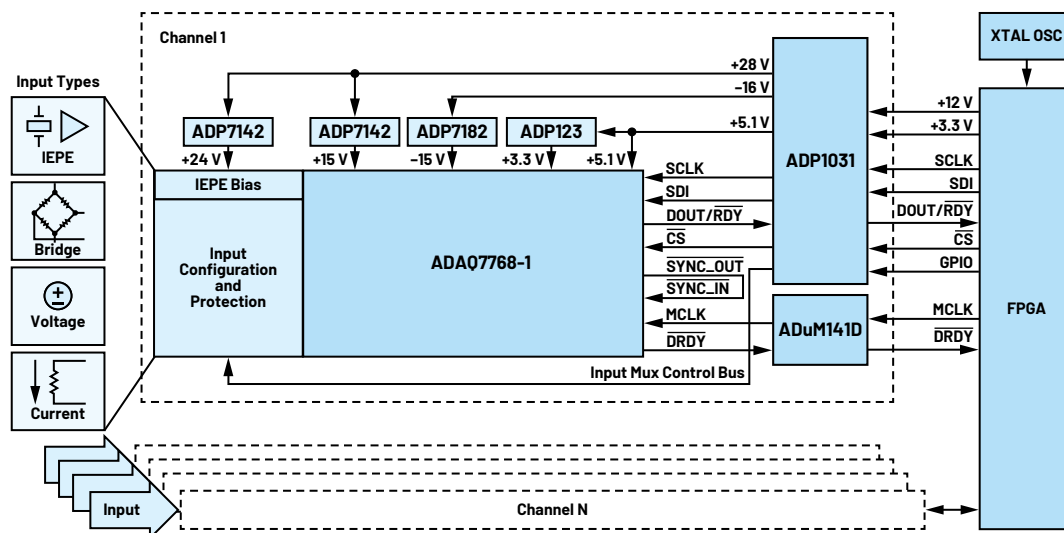 Channel 1
XTAL OSC
Input Types
+28 V
-16 V
+5.1 V
+12 V
+3.3 V
ADP7142
ADP7142
ADP7182
ADP123
ADP1031
+24 V
+15 V
-15 V
+3.3 V
+5.1 V
IEPE
IEPE Bias
SCLK
SDI
DOUT/RDY
CS
SYNC_OUT
SYNC_IN
MCLK
DRDY
SCLK
SDI
DOUT/RDY
CS
GPIO
MCLK
DRDY
Bridge
Input
Configuration
and
Protection
ADAQ7768-1
Voltage
ADuM141D
FPGA
Input Mux Control Bus
Current
Input
Channel N